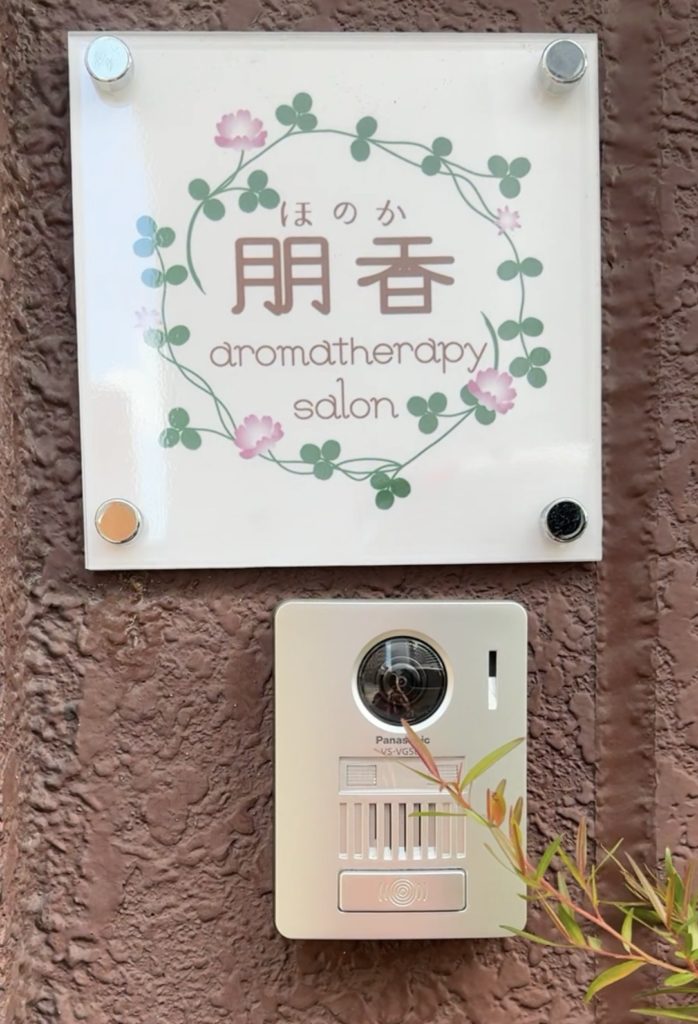 ほのか
朋香
aromatherapy
salon
Panasonic